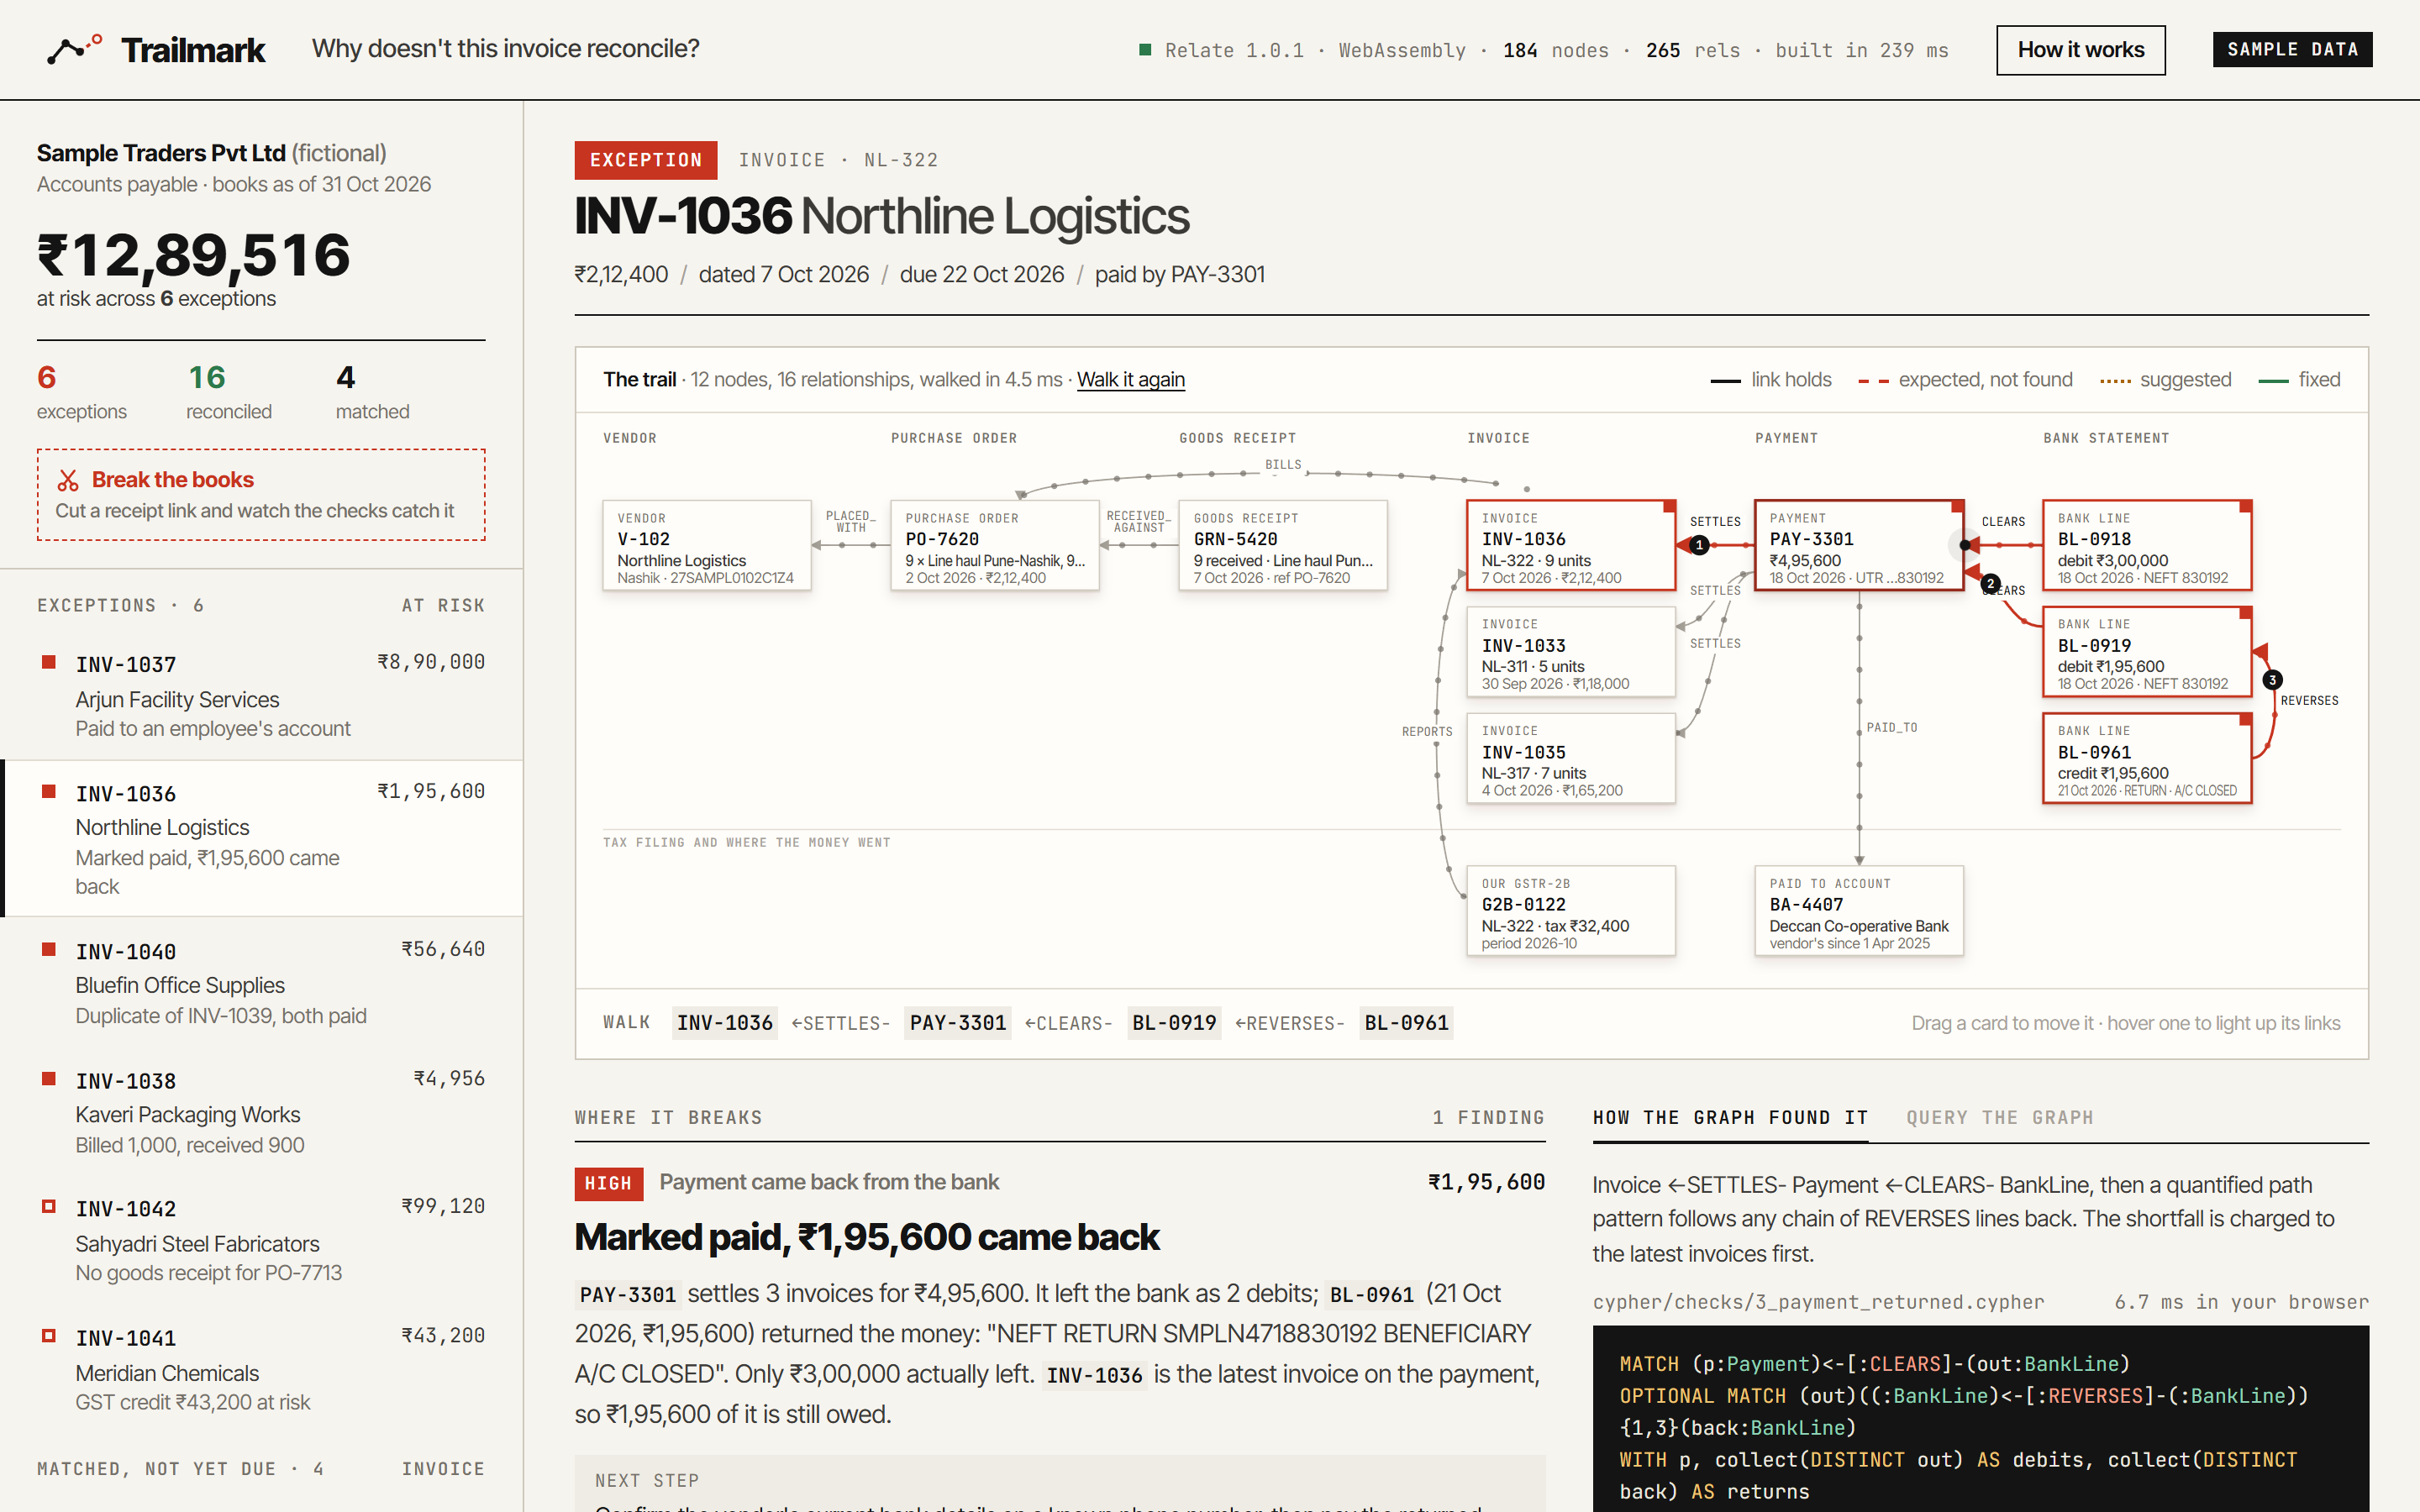 Trailmark
Why doesn't this invoice reconcile?
Relate 1.0.1 · WebAssembly · 184 nodes · 265 rels · built in 239 ms
How it works
SAMPLE DATA
Sample Traders Pvt Ltd (fictional)
Accounts payable · books as of 31 Oct 2026
₹12,89,516
at risk across 6 exceptions
6 16 4
exceptions reconciled matched
Break the books
Cut a receipt link and watch the checks catch it
EXCEPTIONS · 6 AT RISK
INV-1037 ₹8,90,000
Arjun Facility Services
Paid to an employee's account
INV-1036 ₹1,95,600
Northline Logistics
Marked paid, ₹1,95,600 came
back
INV-1040 ₹56,640
Bluefin Office Supplies
Duplicate of INV-1039, both paid
INV-1038 ₹4,956
Kaveri Packaging Works
Billed 1,000, received 900
INV-1042 ₹99,120
Sahyadri Steel Fabricators
No goods receipt for PO-7713
INV-1041 ₹43,200
Meridian Chemicals
GST credit ₹43,200 at risk
MATCHED, NOT YET DUE · 4 INVOICE
EXCEPTION INVOICE · NL-322
INV-1036 Northline Logistics
₹2,12,400 / dated 7 Oct 2026 / due 22 Oct 2026 / paid by PAY-3301
The trail · 12 nodes, 16 relationships, walked in 4.5 ms · Walk it again
link holds expected, not found suggested fixed
VENDOR PURCHASE ORDER GOODS RECEIPT INVOICE PAYMENT BANK STATEMENT
BILLS
VENDOR
V-102
Northline Logistics
Nashik · 27SAMPL0102C1Z4
PLACED_
WITH
PURCHASE ORDER
PO-7620
9 × Line haul Pune-Nashik, 9...
2 Oct 2026 · ₹2,12,400
RECEIVED_
AGAINST
GOODS RECEIPT
GRN-5420
9 received · Line haul Pun...
7 Oct 2026 · ref PO-7620
INVOICE
INV-1036
NL-322 · 9 units
7 Oct 2026 · ₹2,12,400
SETTLES
1
PAYMENT
PAY-3301
₹4,95,600
18 Oct 2026 · UTR ...830192
CLEARS
BANK LINE
BL-0918
debit ₹3,00,000
18 Oct 2026 · NEFT 830192
SETTLES
2
INVOICE
INV-1033
NL-311 · 5 units
30 Sep 2026 · ₹1,18,000
SETTLES
BANK LINE
BL-0919
debit ₹1,95,600
18 Oct 2026 · NEFT 830192
3
REVERSES
REPORTS
INVOICE
INV-1035
NL-317 · 7 units
4 Oct 2026 · ₹1,65,200
PAID_TO
BANK LINE
BL-0961
credit ₹1,95,600
21 Oct 2026 · RETURN · A/C CLOSED
TAX FILING AND WHERE THE MONEY WENT
OUR GSTR-2B
G2B-0122
NL-322 · tax ₹32,400
period 2026-10
PAID TO ACCOUNT
BA-4407
Deccan Co-operative Bank
vendor's since 1 Apr 2025
WALK INV-1036 ←SETTLES- PAY-3301 ←CLEARS- BL-0919 ←REVERSES- BL-0961
Drag a card to move it · hover one to light up its links
WHERE IT BREAKS 1 FINDING
HIGH Payment came back from the bank ₹1,95,600
Marked paid, ₹1,95,600 came back
PAY-3301 settles 3 invoices for ₹4,95,600. It left the bank as 2 debits; BL-0961 (21 Oct
2026, ₹1,95,600) returned the money: "NEFT RETURN SMPLN4718830192 BENEFICIARY
A/C CLOSED". Only ₹3,00,000 actually left. INV-1036 is the latest invoice on the payment,
so ₹1,95,600 of it is still owed.
NEXT STEP
HOW THE GRAPH FOUND IT QUERY THE GRAPH
Invoice ←SETTLES- Payment ←CLEARS- BankLine, then a quantified path
pattern follows any chain of REVERSES lines back. The shortfall is charged to
the latest invoices first.
cypher/checks/3_payment_returned.cypher 6.7 ms in your browser
MATCH (p:Payment)<-[:CLEARS]-(out:BankLine)
OPTIONAL MATCH (out)((:BankLine)<-[:REVERSES]-(:BankLine))
{1,3}(back:BankLine)
WITH p, collect(DISTINCT out) AS debits, collect(DISTINCT
back) AS returns